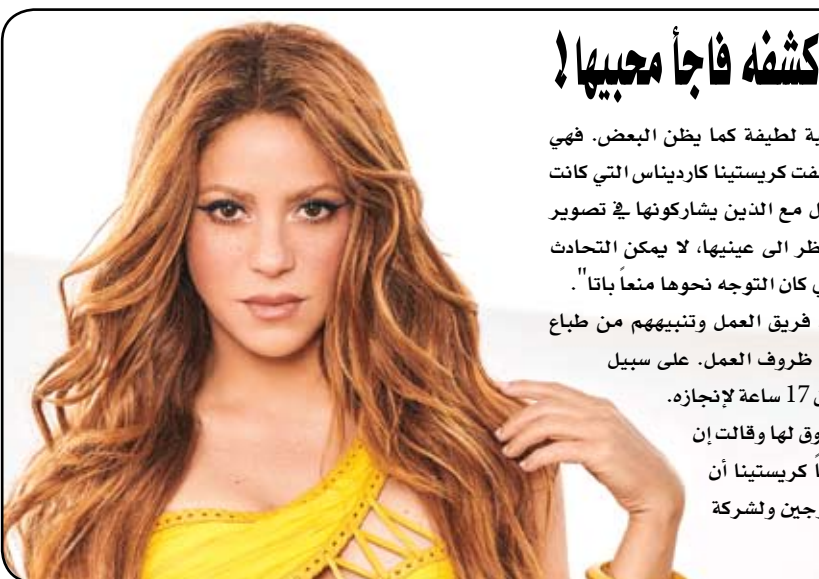 كشفه فاجأ محبيها !
ية لطيفة كما يظن البعض. فهي
فت كريستينا كارديناس التي كانت
ل مع الذين يشاركونها في تصوير
ظر الى عينيها، لا يمكن التحادث
ي كان التوجه نحوها منعاً باتا".
فريق العمل وتنبيههم من طباع
ظروف العمل. على سبيل
17 ساعة لإنجازه.
وق لها وقالت إن
اً كريستينا أن
رجين ولشركة